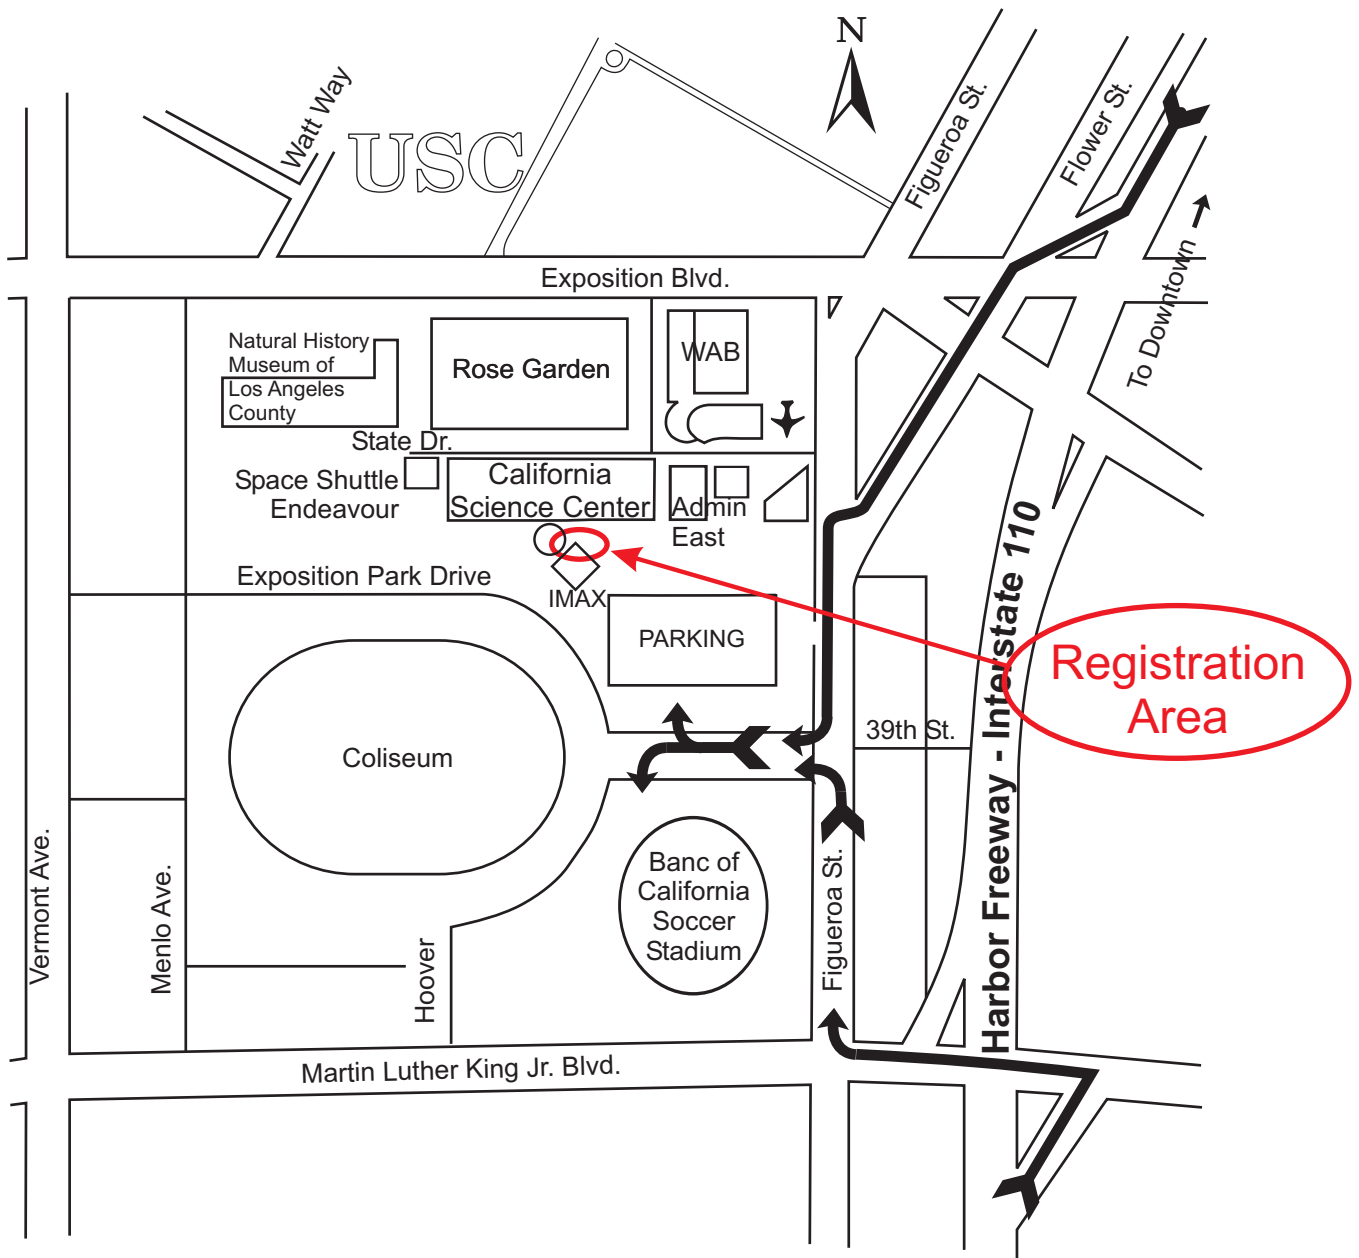 N
Watt Way
USC
Figueroa St.
Flower St.
Exposition Blvd.
To Downtown
Natural History
Museum of
Los Angeles
County
Rose Garden
WAB
State Dr.
Space Shuttle
Endeavour
California
Science Center
Admin
East
Exposition Park Drive
IMAX
PARKING
Harbor Freeway - Interstate 110
Registration
Area
Coliseum
39th St.
Banc of
California
Soccer
Stadium
Figueroa St.
Vermont Ave.
Menlo Ave.
Hoover
Martin Luther King Jr. Blvd.